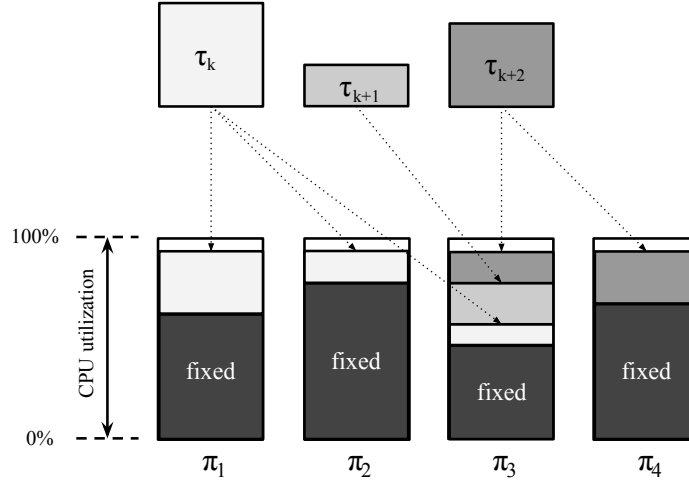 τk
τk+1
τk+2
100%
CPU utilization
fixed
fixed
fixed
fixed
0%
π1
π2
π3
π4